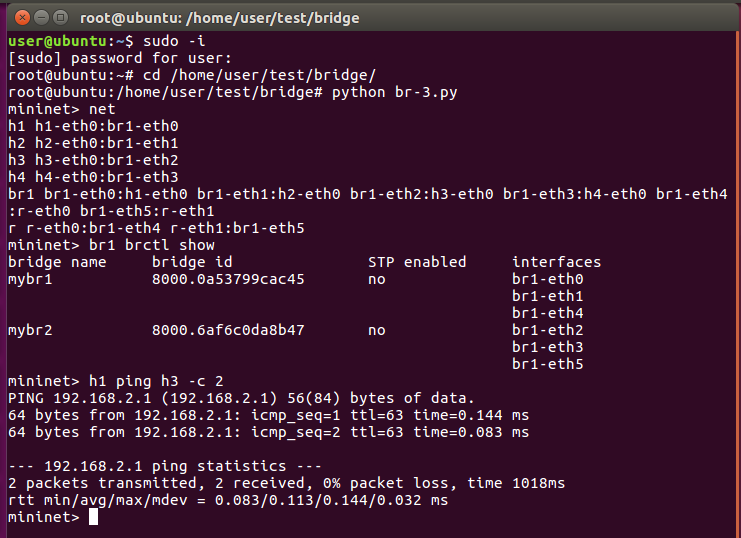 root@ubuntu: /home/user/test/bridge
user@ubuntu:~$ sudo -i
[sudo] password for user:
root@ubuntu:~# cd /home/user/test/bridge/
root@ubuntu:/home/user/test/bridge# python br-3.py
mininet> net
h1 h1-eth0:br1-eth0
h2 h2-eth0:br1-eth1
h3 h3-eth0:br1-eth2
h4 h4-eth0:br1-eth3
br1 br1-eth0:h1-eth0 br1-eth1:h2-eth0 br1-eth2:h3-eth0 br1-eth3:h4-eth0 br1-eth4
:r-eth0 br1-eth5:r-eth1
r r-eth0:br1-eth4 r-eth1:br1-eth5
mininet> br1 brctl show
bridge name     bridge id               STP enabled     interfaces
mybr1           8000.0a53799cac45       no              br1-eth0
                                                        br1-eth1
                                                        br1-eth4
mybr2           8000.6af6c0da8b47       no              br1-eth2
                                                        br1-eth3
                                                        br1-eth5
mininet> h1 ping h3 -c 2
PING 192.168.2.1 (192.168.2.1) 56(84) bytes of data.
64 bytes from 192.168.2.1: icmp_seq=1 ttl=63 time=0.144 ms
64 bytes from 192.168.2.1: icmp_seq=2 ttl=63 time=0.083 ms

--- 192.168.2.1 ping statistics ---
2 packets transmitted, 2 received, 0% packet loss, time 1018ms
rtt min/avg/max/mdev = 0.083/0.113/0.144/0.032 ms
mininet>